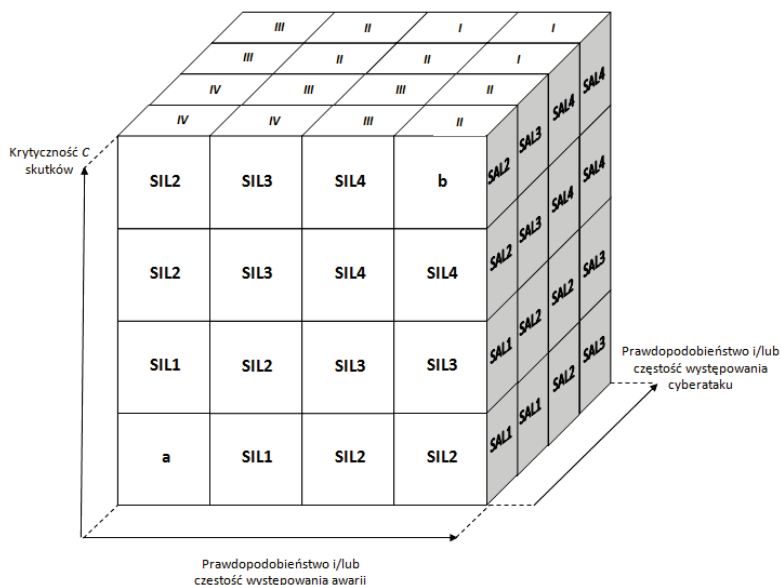 III II I I
III II II I
IV III III II
IV IV III II
Krytyczność C
skutków
SIL2 SIL3 SIL4 b SAL2 SAL3 SAL4 SAL4
SIL2 SIL3 SIL4 SIL4 SAL2 SAL3 SAL4 SAL4
SIL1 SIL2 SIL3 SIL3 SAL1 SAL2 SAL2 SAL3
a SIL1 SIL2 SIL2 SAL1 SAL1 SAL2 SAL3
Prawdopodobieństwo i/lub
częstość występowania
cyberataku
Prawdopodobieństwo i/lub
częstość występowania awarii